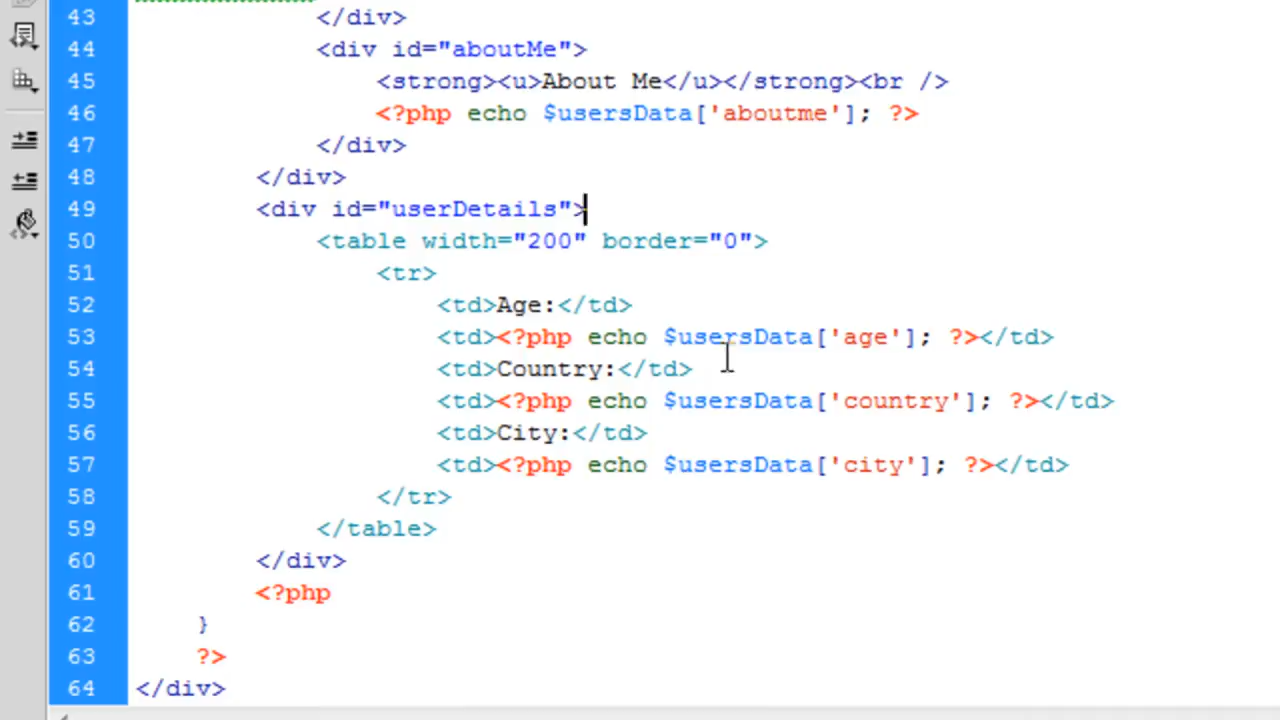 43 </div>
44 <div id="aboutMe">
45 <strong><u>About Me</u></strong><br />
46 <?php echo $usersData['aboutme']; ?>
47 </div>
48 </div>
49 <div id="userDetails">
50 <table width="200" border="0">
51 <tr>
52 <td>Age:</td>
53 <td><?php echo $usersData['age']; ?></td>
54 <td>Country:</td>
55 <td><?php echo $usersData['country']; ?></td>
56 <td>City:</td>
57 <td><?php echo $usersData['city']; ?></td>
58 </tr>
59 </table>
60 </div>
61 <?php
62 }
63 ?>
64 </div>